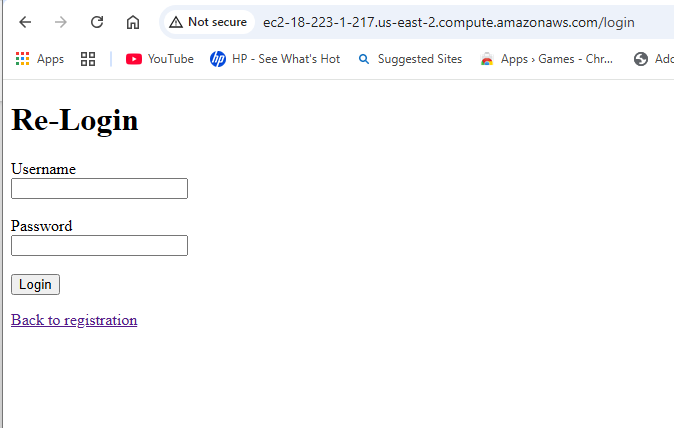 Not secure ec2-18-223-1-217.us-east-2.compute.amazonaws.com/login
Apps YouTube HP - See What's Hot Suggested Sites Apps › Games - Chr...
Re-Login
Username
Password
Login
Back to registration